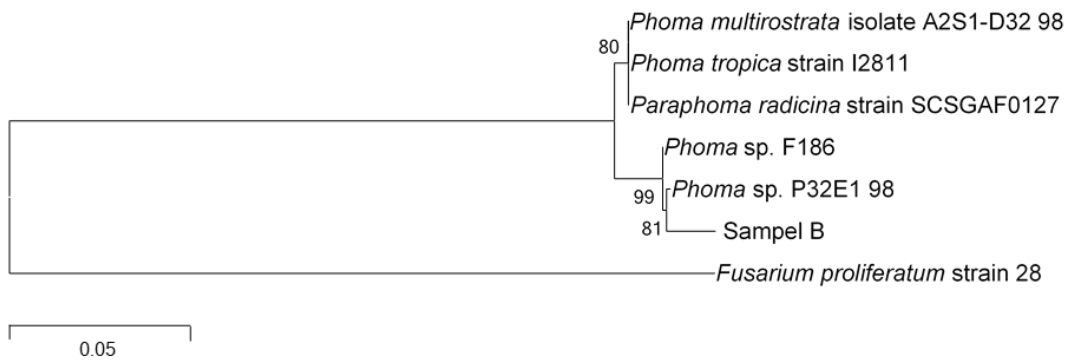 Phoma multirostrata isolate A2S1-D32 98
80
Phoma tropica strain I2811
Paraphoma radicina strain SCSGAF0127
Phoma sp. F186
Phoma sp. P32E1 98
99
81
Sampel B
Fusarium proliferatum strain 28
0.05